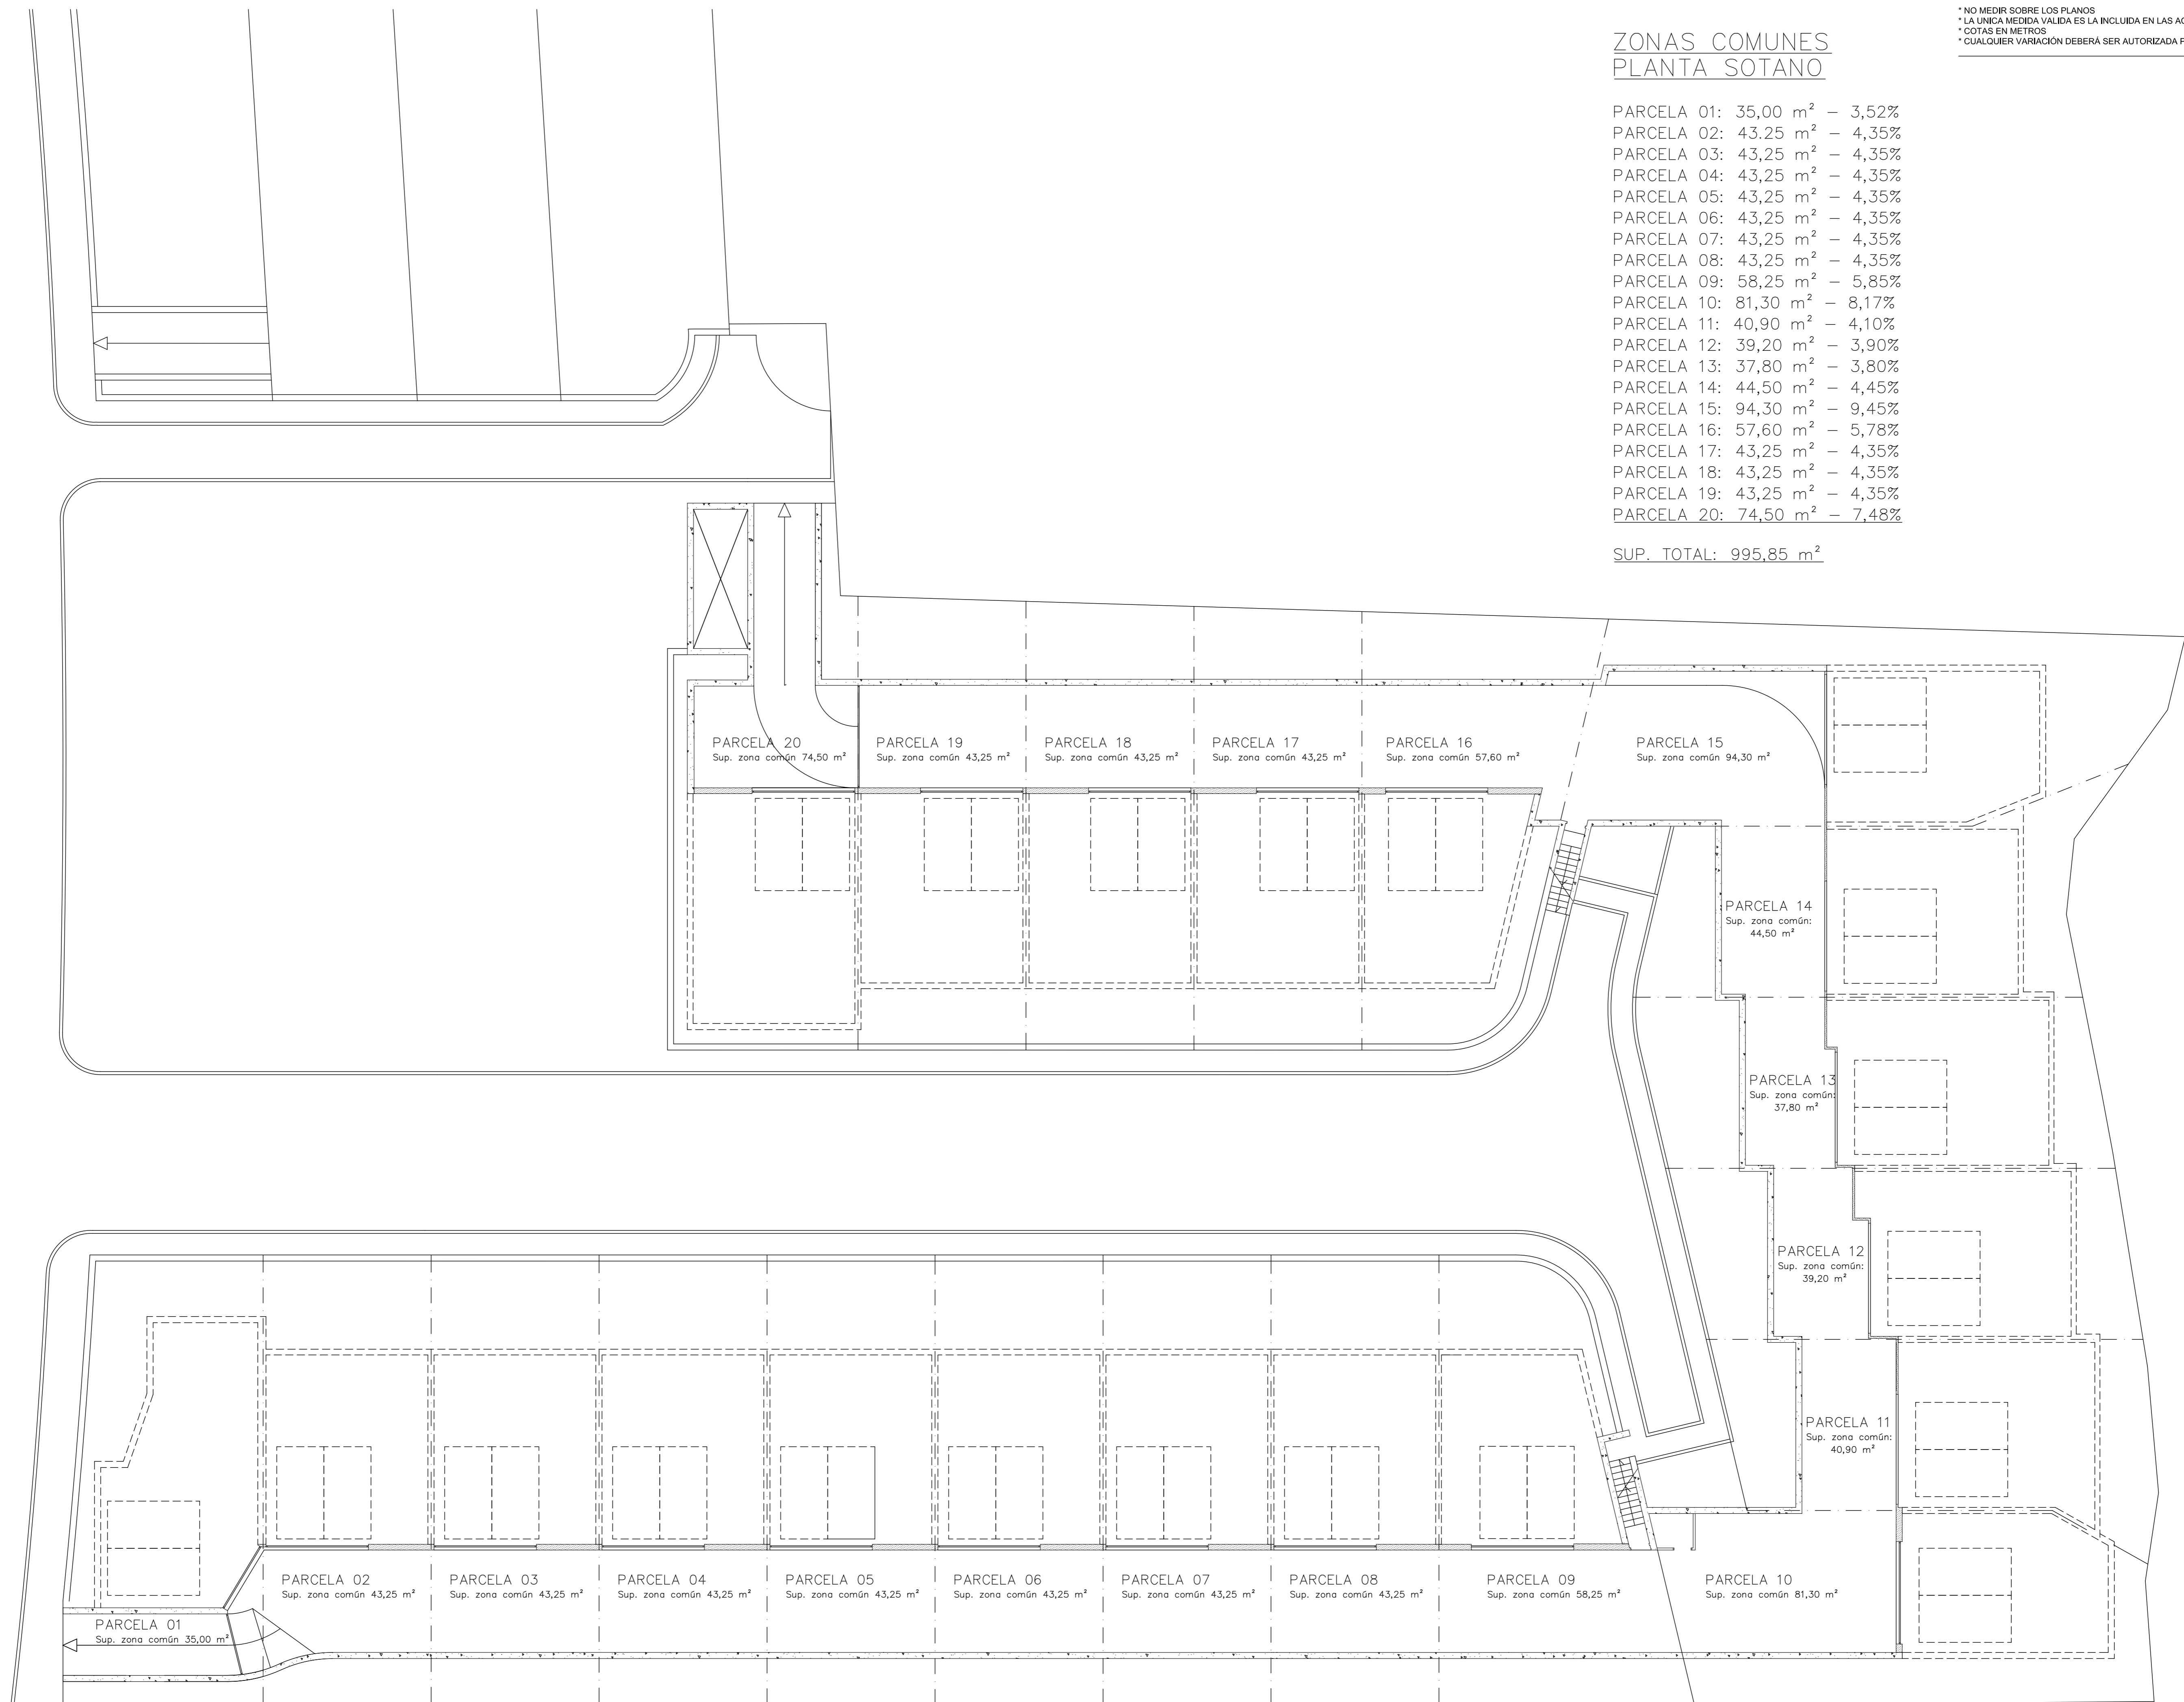 * NO MEDIR SOBRE LOS PLANOS
* LA UNICA MEDIDA VALIDA ES LA INCLUIDA EN LAS
* COTAS EN METROS
* CUALQUIER VARIACIÓN DEBERÁ SER AUTORIZADA
ZONAS COMUNES
PLANTA SOTANO
PARCELA 01: 35,00 m² – 3,52%
PARCELA 02: 43.25 m² – 4,35%
PARCELA 03: 43,25 m² – 4,35%
PARCELA 04: 43,25 m² – 4,35%
PARCELA 05: 43,25 m² – 4,35%
PARCELA 06: 43,25 m² – 4,35%
PARCELA 07: 43,25 m² – 4,35%
PARCELA 08: 43,25 m² – 4,35%
PARCELA 09: 58,25 m² – 5,85%
PARCELA 10: 81,30 m² – 8,17%
PARCELA 11: 40,90 m² – 4,10%
PARCELA 12: 39,20 m² – 3,90%
PARCELA 13: 37,80 m² – 3,80%
PARCELA 14: 44,50 m² – 4,45%
PARCELA 15: 94,30 m² – 9,45%
PARCELA 16: 57,60 m² – 5,78%
PARCELA 17: 43,25 m² – 4,35%
PARCELA 18: 43,25 m² – 4,35%
PARCELA 19: 43,25 m² – 4,35%
PARCELA 20: 74,50 m² – 7,48%
SUP. TOTAL: 995,85 m²
PARCELA 20
Sup. zona común 74,50 m²
PARCELA 19
Sup. zona común 43,25 m²
PARCELA 18
Sup. zona común 43,25 m²
PARCELA 17
Sup. zona común 43,25 m²
PARCELA 16
Sup. zona común 57,60 m²
PARCELA 15
Sup. zona común 94,30 m²
PARCELA 14
Sup. zona común:
44,50 m²
PARCELA 13
Sup. zona común:
37,80 m²
PARCELA 12
Sup. zona común:
39,20 m²
PARCELA 11
Sup. zona común:
40,90 m²
PARCELA 01
Sup. zona común 35,00 m²
PARCELA 02
Sup. zona común 43,25 m²
PARCELA 03
Sup. zona común 43,25 m²
PARCELA 04
Sup. zona común 43,25 m²
PARCELA 05
Sup. zona común 43,25 m²
PARCELA 06
Sup. zona común 43,25 m²
PARCELA 07
Sup. zona común 43,25 m²
PARCELA 08
Sup. zona común 43,25 m²
PARCELA 09
Sup. zona común 58,25 m²
PARCELA 10
Sup. zona común 81,30 m²